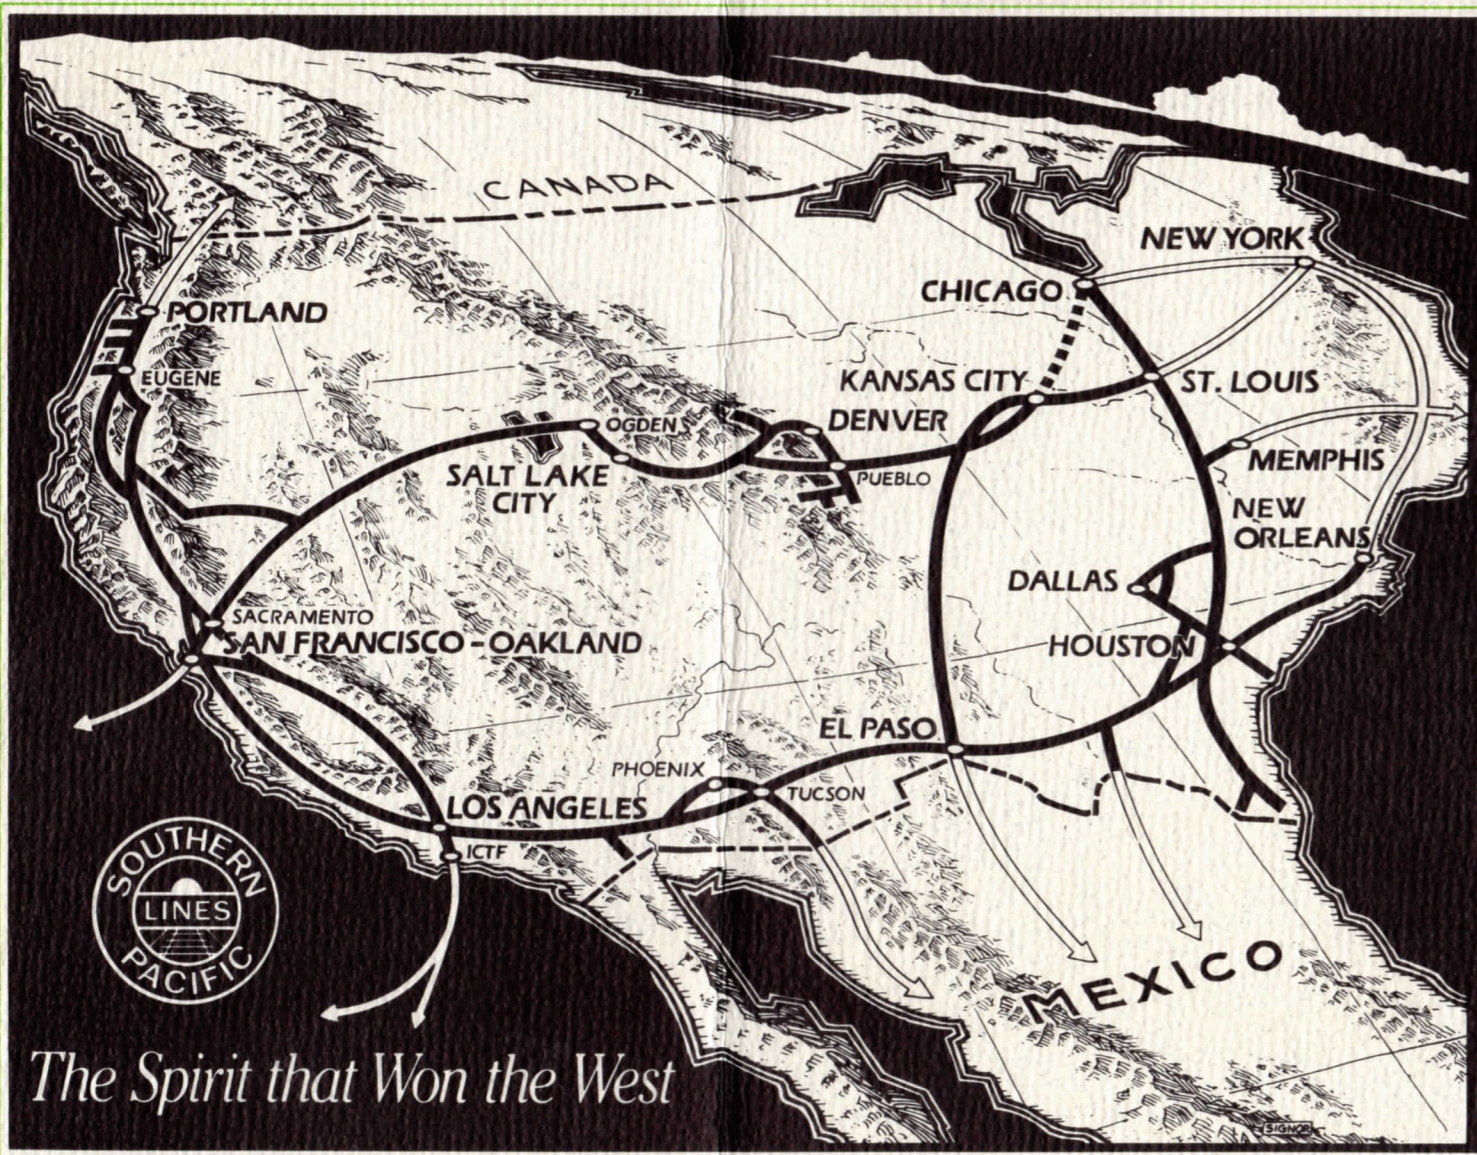 CANADA
NEW YORK
CHICAGO
PORTLAND
EUGENE
KANSAS CITY
ST. LOUIS
DENVER
OGDEN
MEMPHIS
SALT LAKE
CITY
PUEBLO
NEW
ORLEANS
DALLAS
SACRAMENTO
SAN FRANCISCO-OAKLAND
HOUSTON
EL PASO
PHOENIX
TUCSON
LOS ANGELES
ICTF
SOUTHERN
LINES
PACIFIC
MEXICO
The Spirit that Won the West
SIGNOR